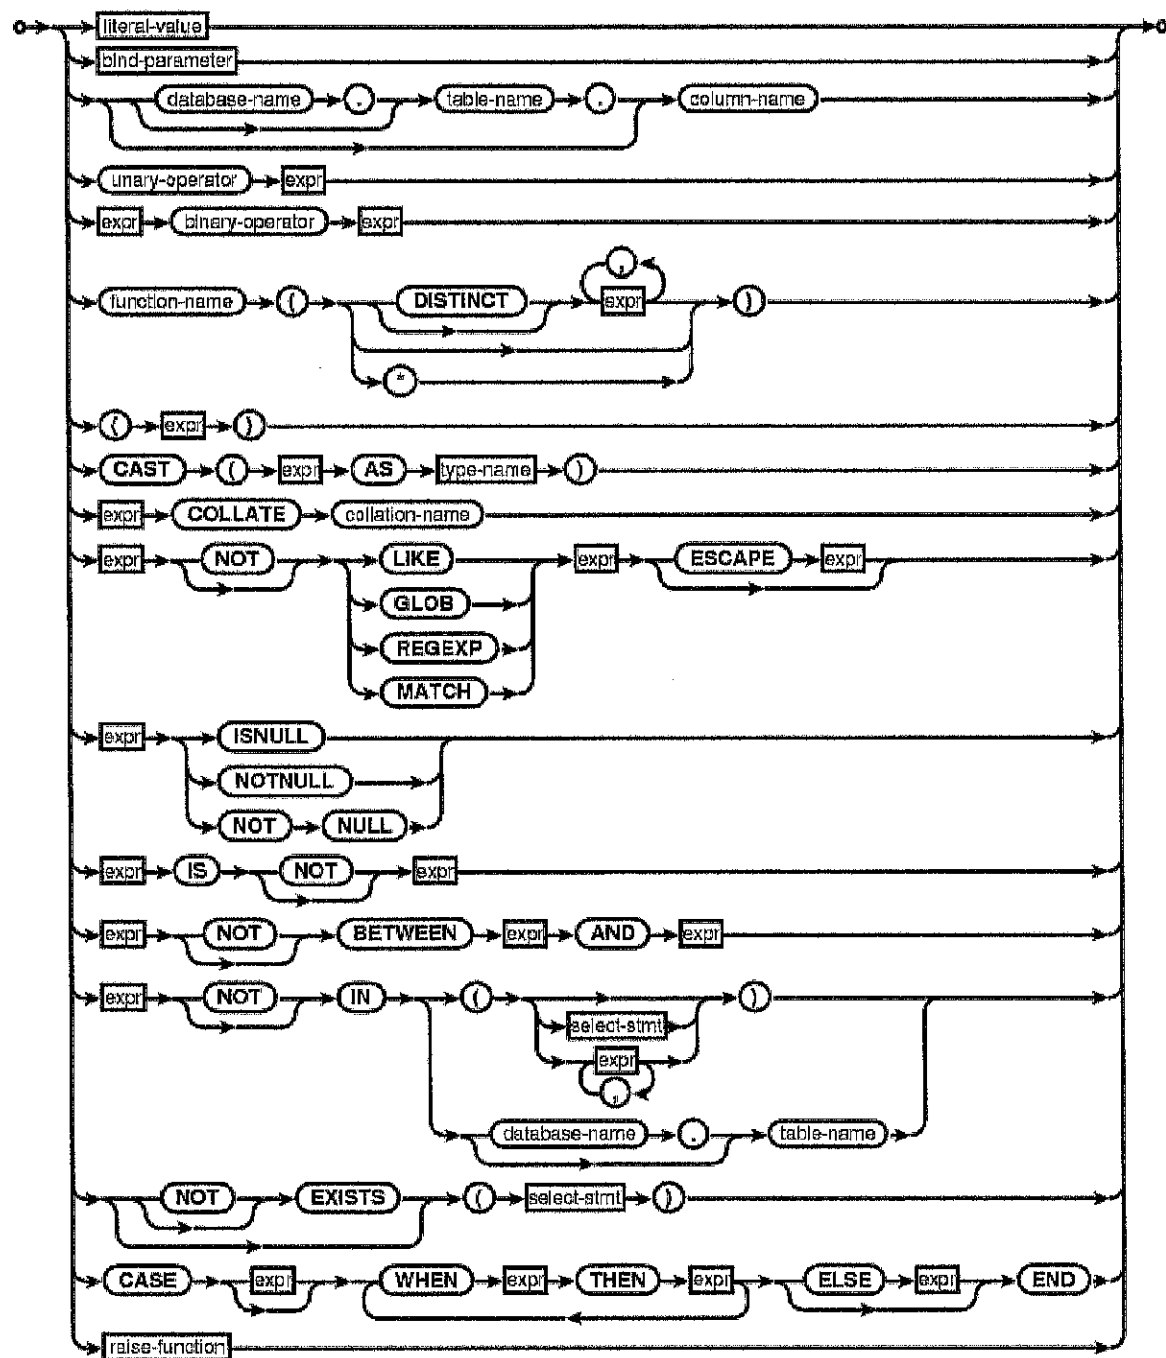 literal-value
bind-parameter
database-name . table-name . column-name
unary-operator expr
expr binary-operator expr
,
function-name ( DISTINCT expr )
*
( expr )
CAST ( expr AS type-name )
expr COLLATE collation-name
expr NOT LIKE expr ESCAPE expr
GLOB
REGEXP
MATCH
expr ISNULL
NOTNULL
NOT NULL
expr IS NOT expr
expr NOT BETWEEN expr AND expr
expr NOT IN ( )
select-stmt
expr
,
database-name . table-name
NOT EXISTS ( select-stmt )
CASE expr WHEN expr THEN expr ELSE expr END
raise-function